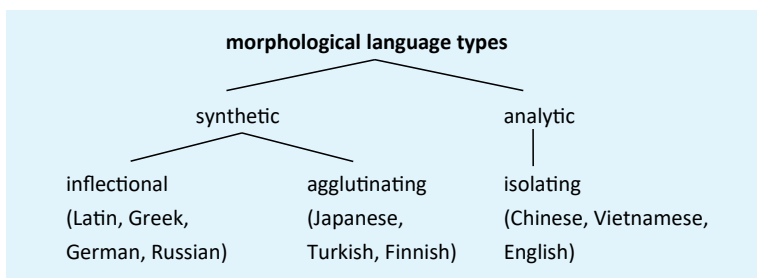 morphological language types
synthetic
analytic
inflectional
(Latin, Greek,
German, Russian)
agglutinating
(Japanese,
Turkish, Finnish)
isolating
(Chinese, Vietnamese,
English)